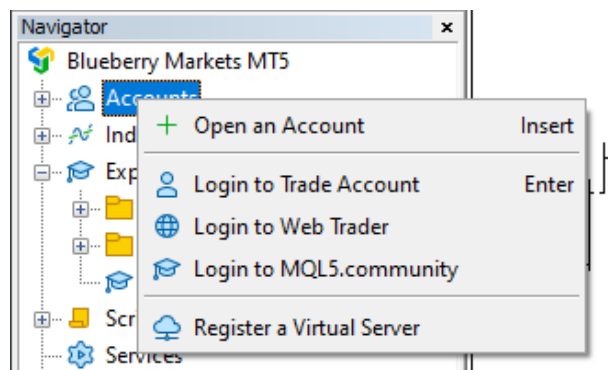 Navigator
Blueberry Markets MT5
Accounts
Open an Account Insert
Ind
Exp
Login to Trade Account Enter
Login to Web Trader
Login to MQL5.community
Scr
Register a Virtual Server
Services